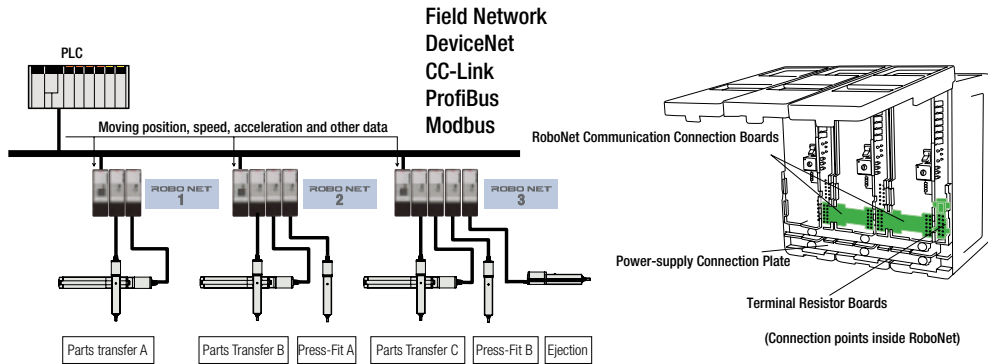 Field Network
DeviceNet
CC-Link
ProfiBus
Modbus
PLC
Moving position, speed, acceleration and other data
ROBO NET
1
ROBO NET
2
ROBO NET
3
Parts transfer A
Parts Transfer B
Press-Fit A
Parts Transfer C
Press-Fit B
Ejection
RoboNet Communication Connection Boards
Power-supply Connection Plate
Terminal Resistor Boards
(Connection points inside RoboNet)